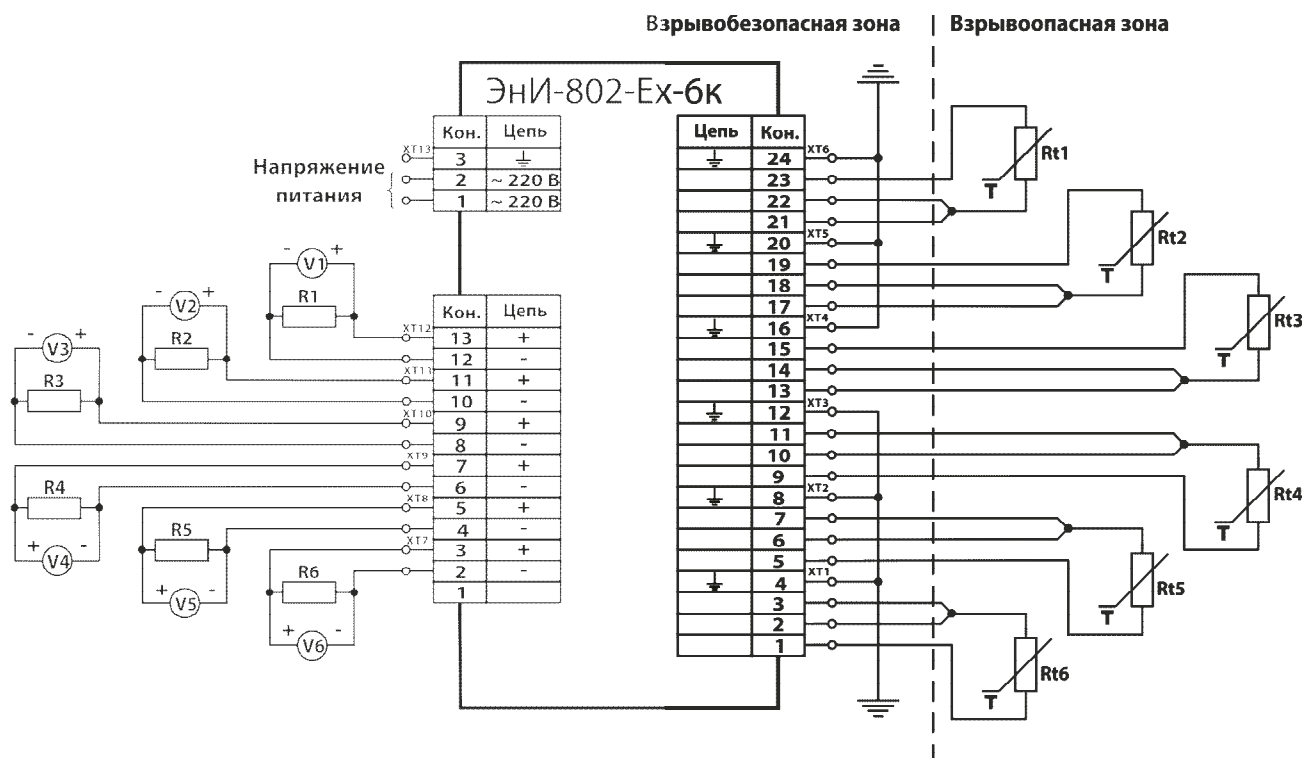 Взрывобезопасная зона
Взрывоопасная зона
ЭнИ-802-Ех-6к
Напряжение
питания
Кон. Цепь
XT13
3
2 ~ 220 В
1 ~ 220 В
Кон. Цепь
XT12
13 +
12 -
XT11
11 +
10 -
XT10
9 +
8 -
XT9
7 +
6 -
XT8
5 +
4 -
XT7
3 +
2 -
1
- V1 +
R1
- V2 +
R2
- V3 +
R3
R4
+ V4 -
R5
+ V5 -
R6
+ V6 -
Цепь Кон.
24 XT6
23
22
21
20 XT5
19
18
17
16 XT4
15
14
13
12 XT3
11
10
9
8 XT2
7
6
5
4 XT1
3
2
1
Rt1
T
Rt2
T
Rt3
T
Rt4
T
Rt5
T
Rt6
T